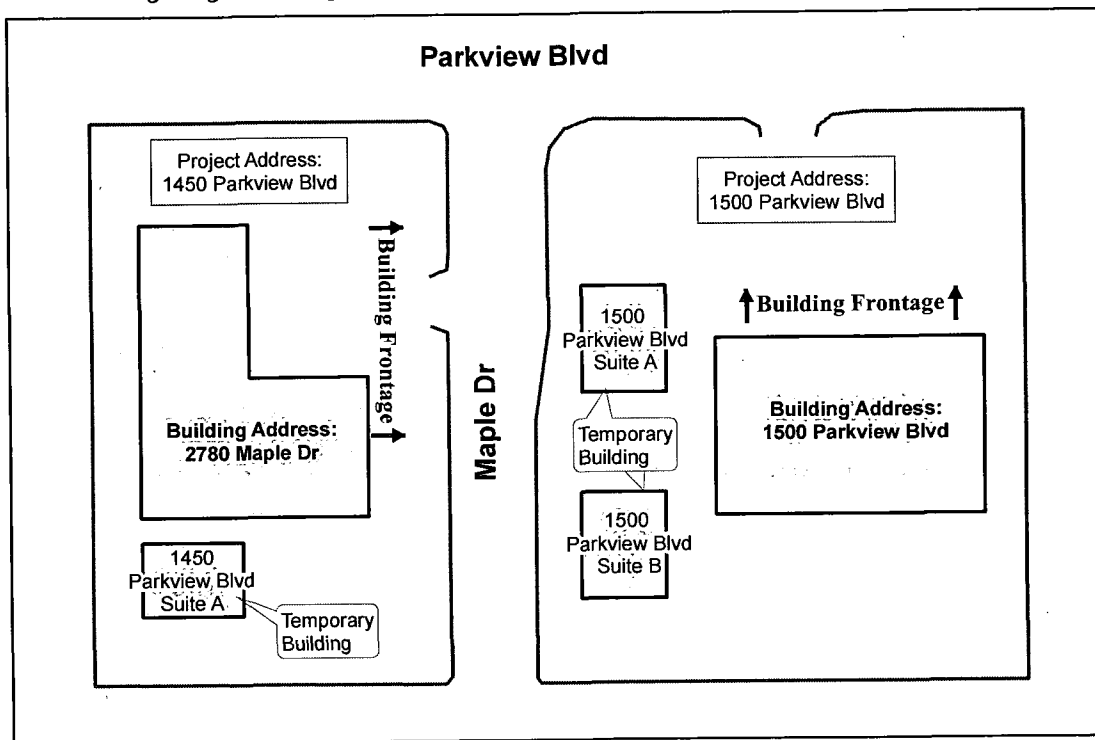 Parkview Blvd
Project Address:
1450 Parkview Blvd
Building Frontage
Building Address:
2780 Maple Dr
1450
Parkview Blvd
Suite A
Temporary
Building
Maple Dr
Project Address:
1500 Parkview Blvd
1500
Parkview Blvd
Suite A
Building Frontage
Temporary
Building
Building Address:
1500 Parkview Blvd
1500
Parkview Blvd
Suite B